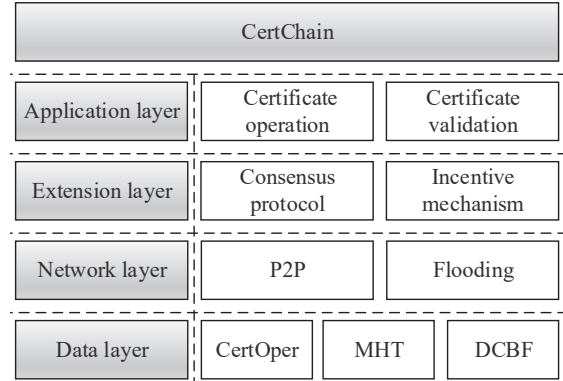 CertChain
Application layer
Certificate
operation
Certificate
validation
Extension layer
Consensus
protocol
Incentive
mechanism
Network layer
P2P
Flooding
Data layer
CertOper
MHT
DCBF